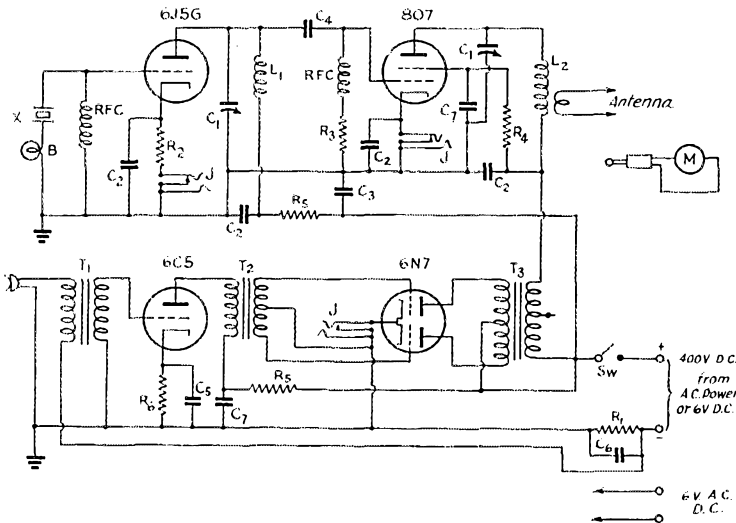 6J5G
C4
807
X
RFC
R2
C1
L1
RFC
C1
L2
Antenna
B
C2
J
R3
C2
J
C7
R4
C2
C3
M
C2
R5
T1
6C5
T2
6N7
T3
J
R6
C5
C7
R5
Sw
+
400V D.C.
from
A.C. Power
or 6V D.C.
R1
C6
-
6V A.C.
D.C.